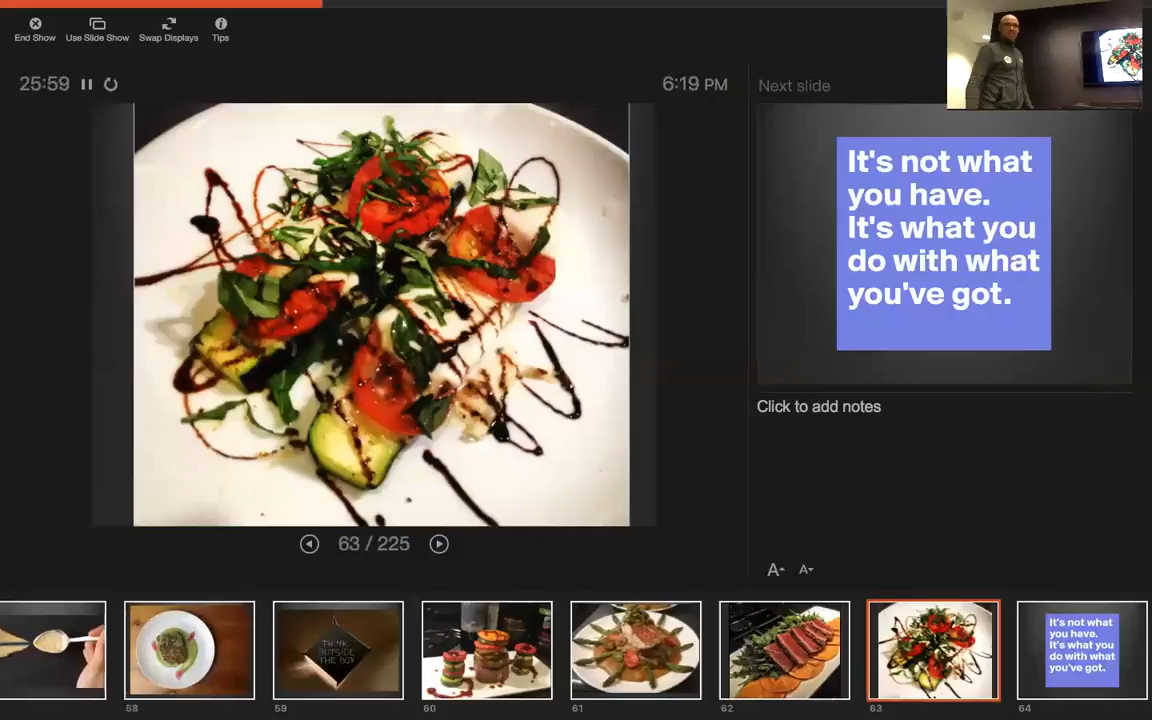 End Show
Use Slide Show
Swap Displays
Tips
25:59
6:19 PM
Next slide
It's not what
you have.
It's what you
do with what
you've got.
Click to add notes
63 / 225
A A
THINK
OUTSIDE
THE BOX
It's not what
you have.
It's what you
do with what
you've got.
58
59
60
61
62
63
64